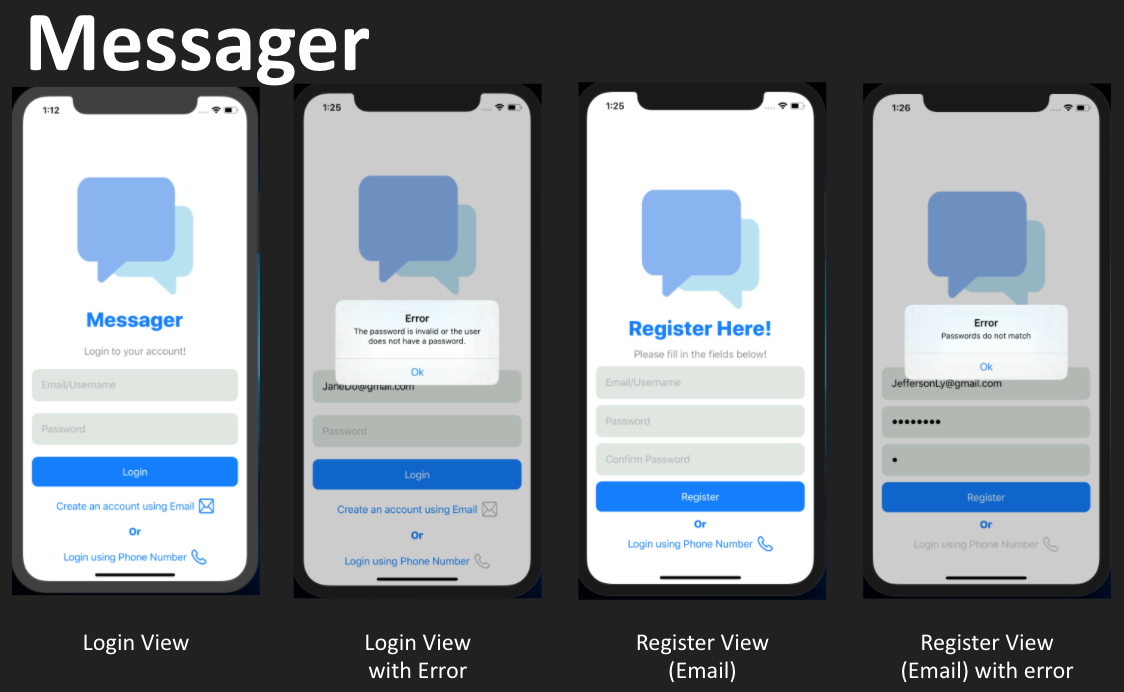 Messager
1:12
Messager
Login to your account!
Email/Username
Password
Login
Create an account using Email
Or
Login using Phone Number
Login View
1:25
Error
The password is invalid or the user
does not have a password.
Ok
JaneDo@gmail.com
Password
Login
Create an account using Email
Or
Login using Phone Number
Login View
with Error
1:25
Register Here!
Please fill in the fields below!
Email/Username
Password
Confirm Password
Register
Or
Login using Phone Number
Register View
(Email)
1:26
Error
Passwords do not match
Ok
JeffersonLy@gmail.com
Register
Or
Login using Phone Number
Register View
(Email) with error